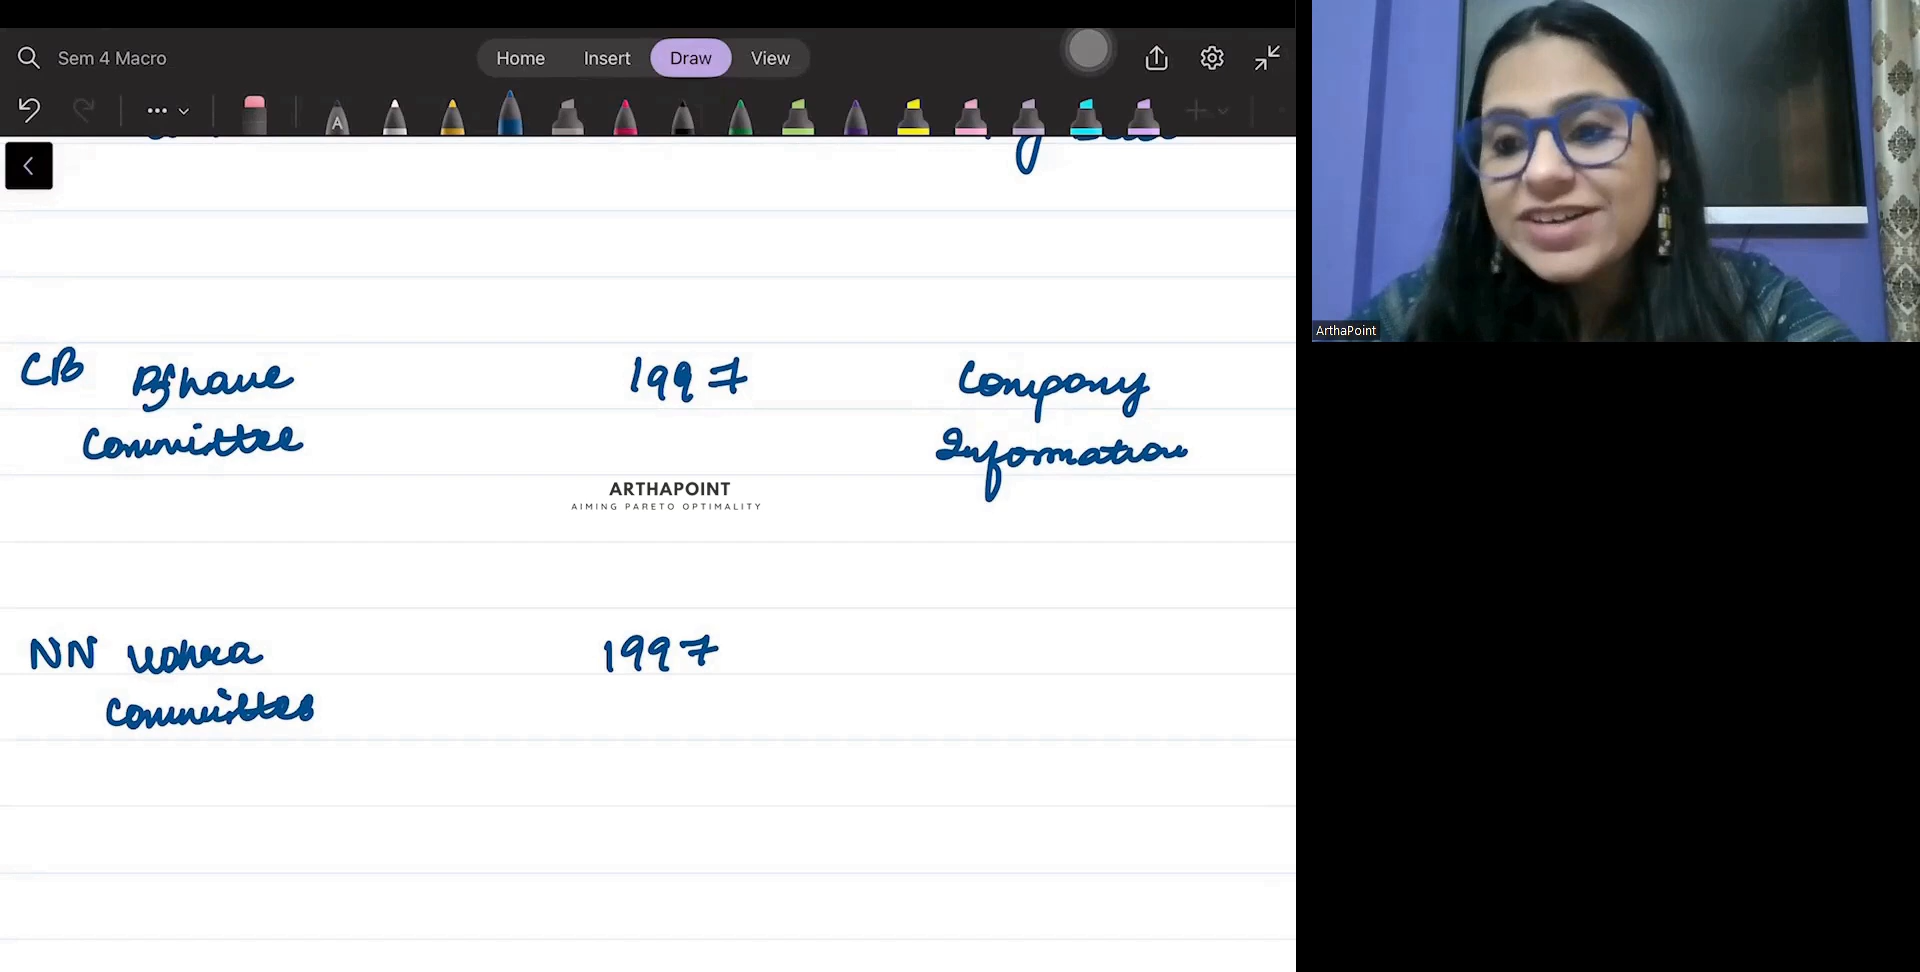 Sem 4 Macro
Home Insert Draw View
A
CB Bhave 1997 Company
Committee Information
ARTHAPOINT
AIMING PARETO OPTIMALITY
NN Vohra 1997
Committee
ArthaPoint